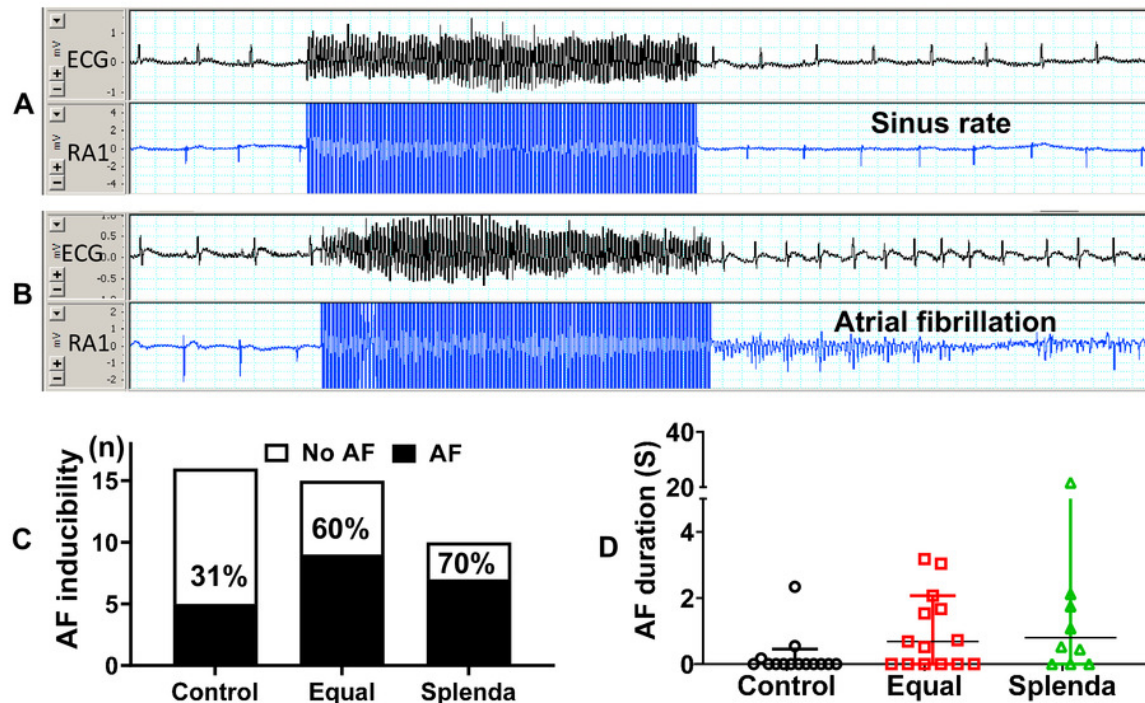 A
ECG
mV
1
0
-1
RA1
mV
4
2
0
-2
-4
Sinus rate
B
ECG
mV
1.0
0.5
0.0
-0.5
RA1
mV
2
1
0
-1
-2
Atrial fibrillation
C
AF inducibility (n)
No AF AF
15
10
5
0
31%
60%
70%
Control Equal Splenda
D
AF duration (S)
40
20
4
2
0
Control Equal Splenda